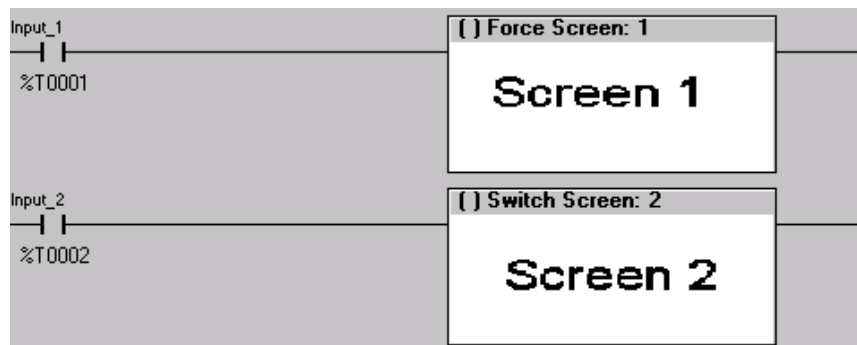 Input_1
( ) Force Screen: 1
%T0001
Screen 1
Input_2
( ) Switch Screen: 2
%T0002
Screen 2